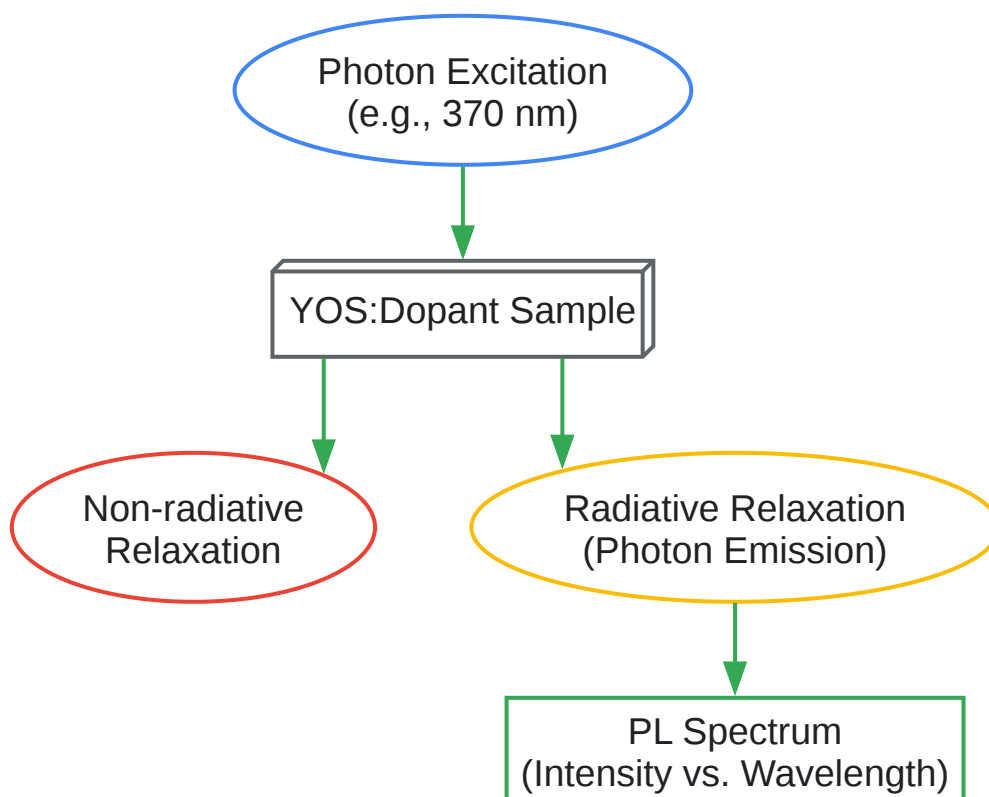 Photon Excitation
(e.g., 370 nm)
YOS:Dopant Sample
Non-radiative
Relaxation
Radiative Relaxation
(Photon Emission)
PL Spectrum
(Intensity vs. Wavelength)